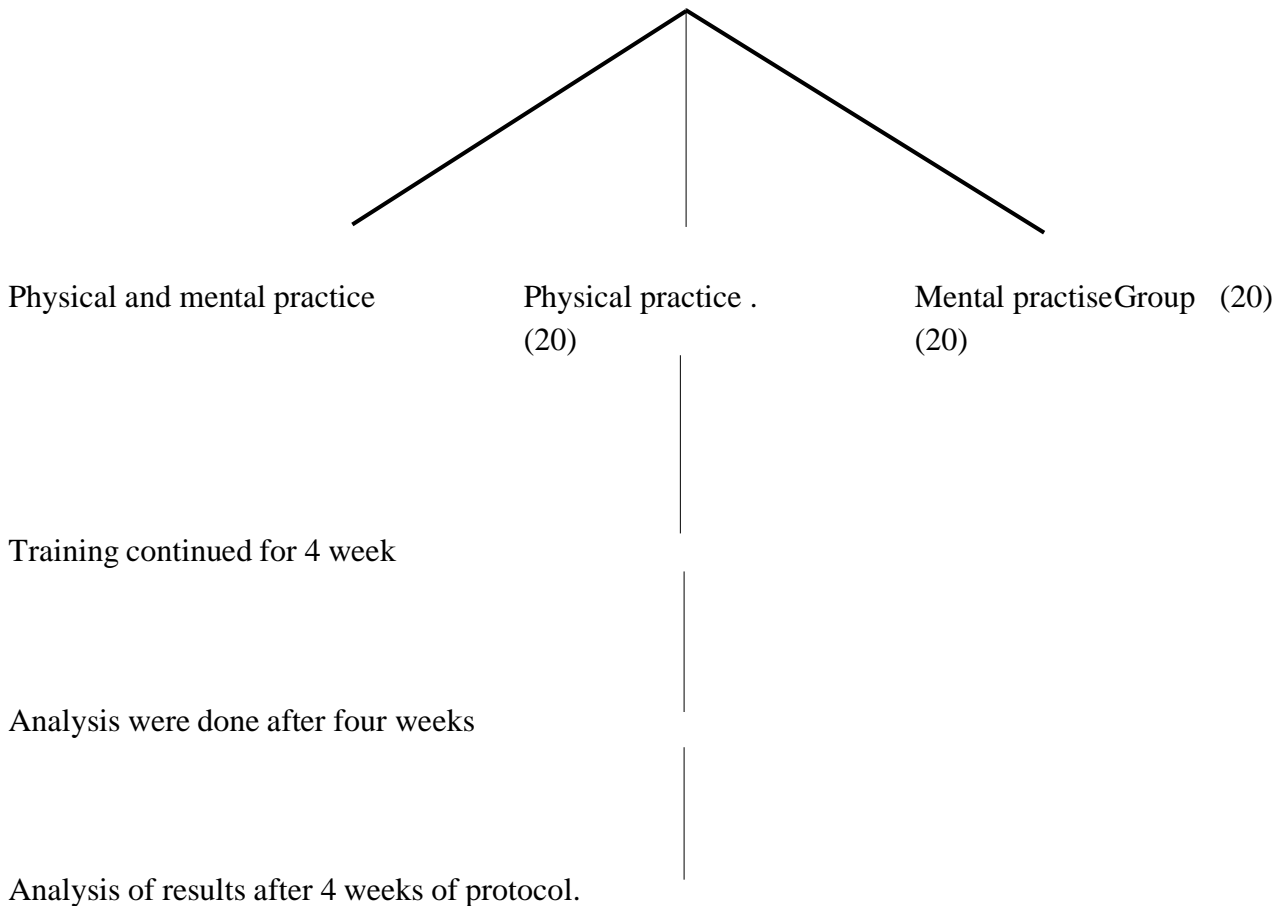 Physical and mental practice Physical practice . Mental practiseGroup (20)
(20) (20)
Training continued for 4 week
Analysis were done after four weeks
Analysis of results after 4 weeks of protocol.